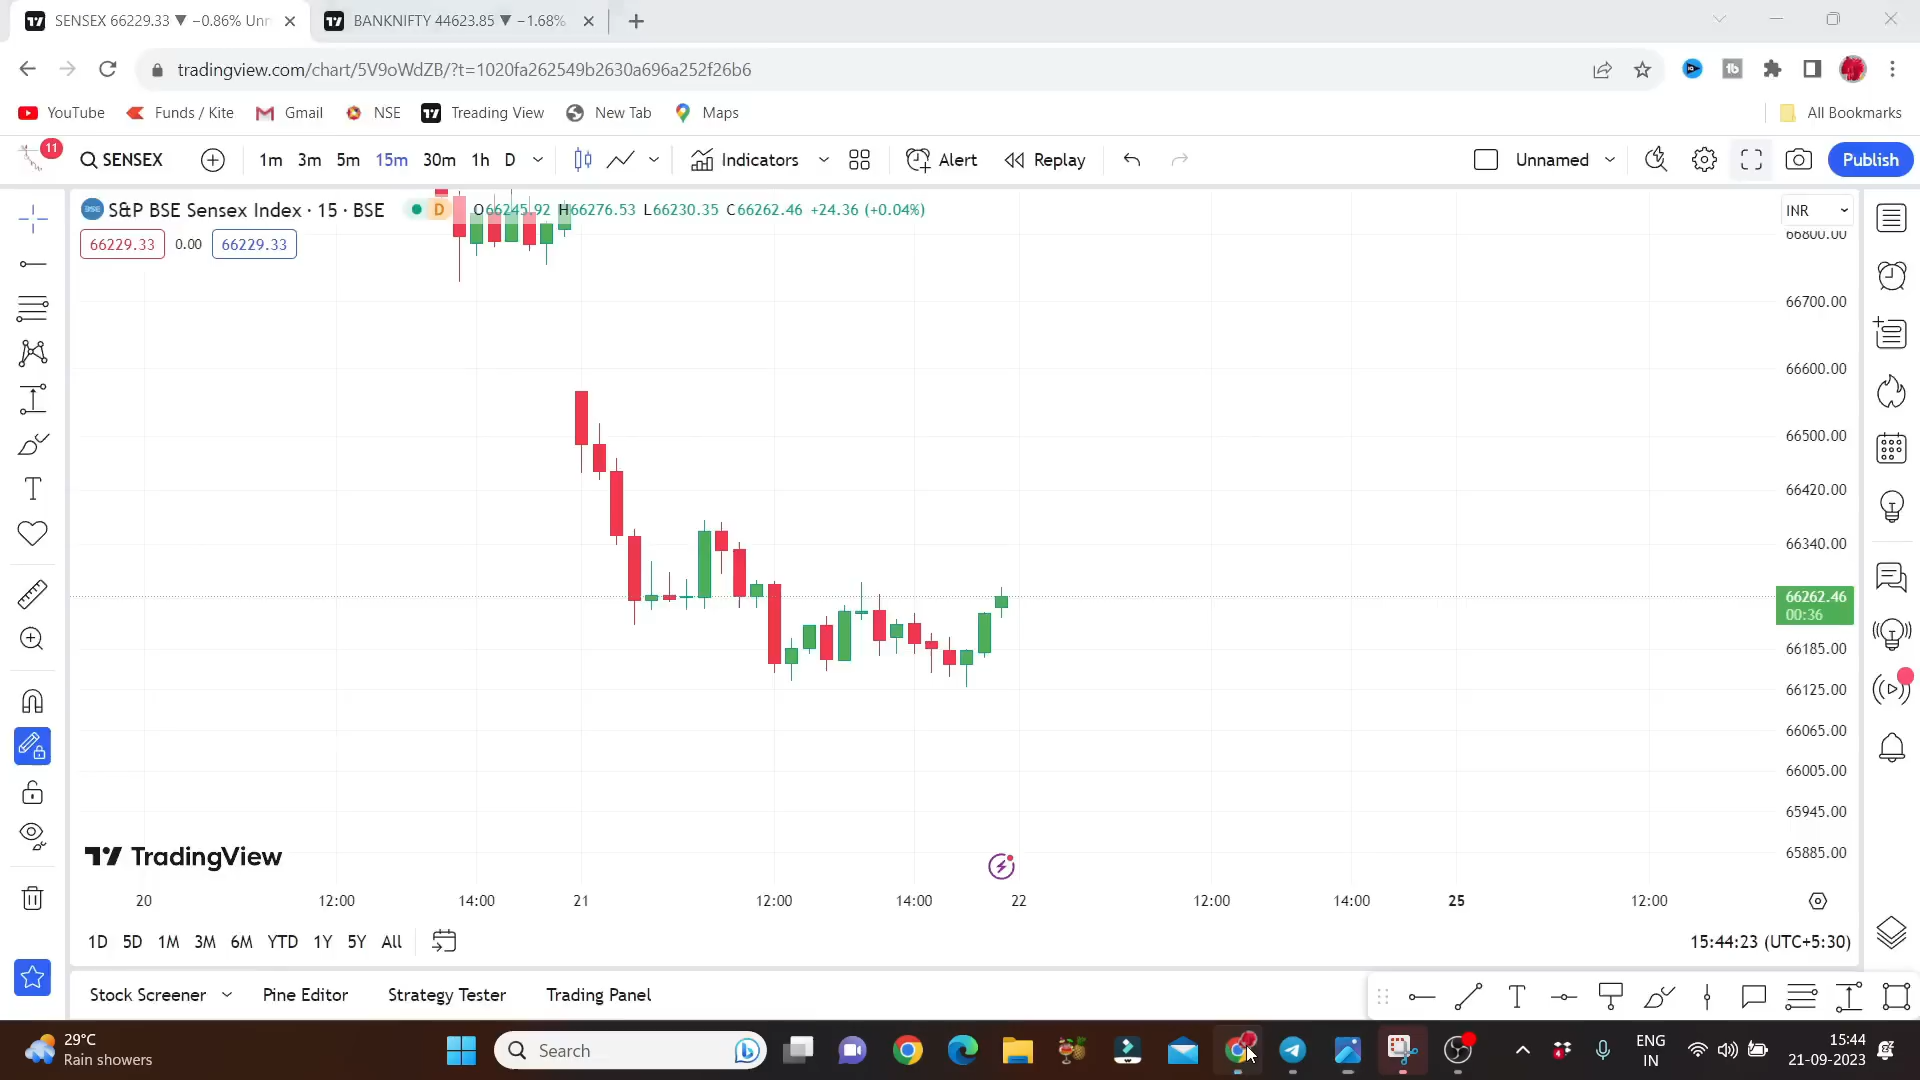 SENSEX 66229.33 ▼ −0.86% Unn
BANKNIFTY 44623.85 ▼ −1.68%
tradingview.com/chart/5V9oWdZB/?t=1020fa262549b2630a696a252f26b6
YouTube
Funds / Kite
Gmail
NSE
Treading View
New Tab
Maps
All Bookmarks
11
SENSEX
1m 3m 5m 15m 30m 1h D
Indicators
Alert
Replay
Unnamed
Publish
S&P BSE Sensex Index · 15 · BSE
D
O66245.92 H66276.53 L66230.35 C66262.46 +24.36 (+0.04%)
INR
66229.33 0.00 66229.33
66800.00
66700.00
66600.00
66500.00
66420.00
66340.00
66262.46
00:36
66185.00
66125.00
66065.00
66005.00
65945.00
65885.00
TradingView
20 12:00 14:00 21 12:00 14:00 22 12:00 14:00 25 12:00
1D 5D 1M 3M 6M YTD 1Y 5Y All
15:44:23 (UTC+5:30)
Stock Screener
Pine Editor
Strategy Tester
Trading Panel
29°C
Rain showers
Search
ENG
IN
15:44
21-09-2023